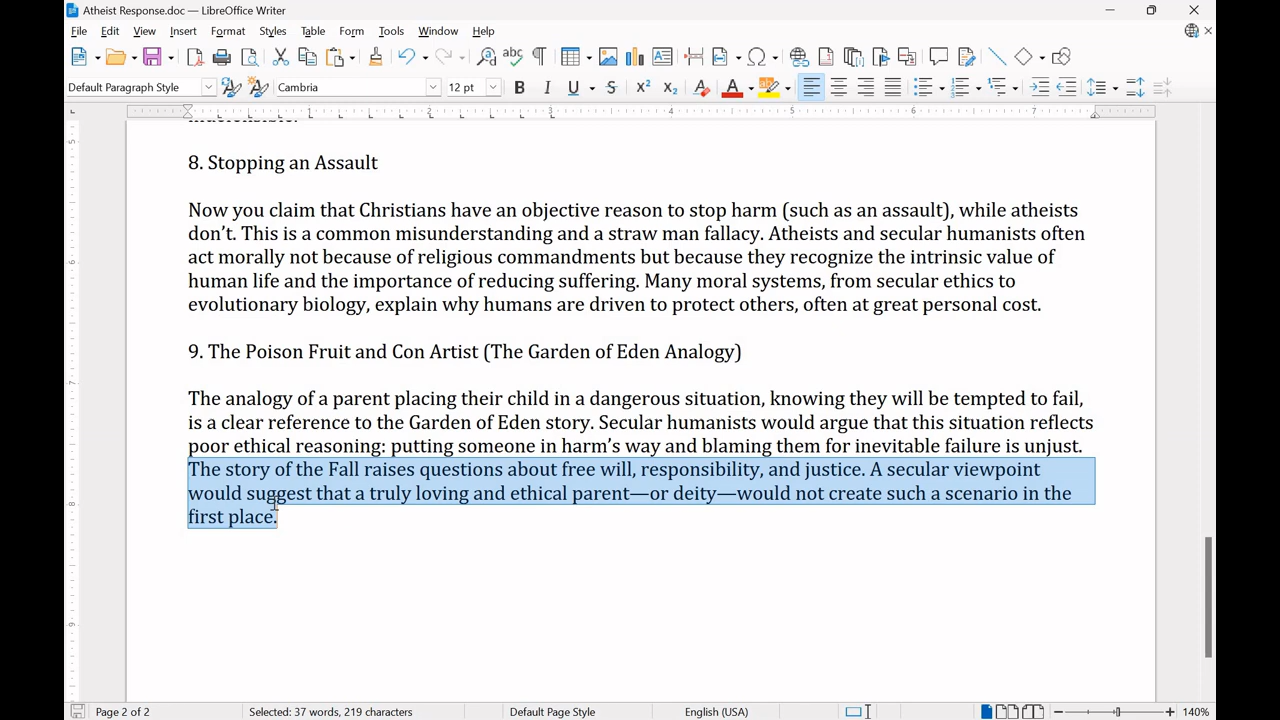 Atheist Response.doc — LibreOffice Writer
File Edit View Insert Format Styles Table Form Tools Window Help
Default Paragraph Style Cambria 12 pt
1 1 2 3 4 5 6 7
8. Stopping an Assault
Now you claim that Christians have an objective reason to stop harm (such as an assault), while atheists
don’t. This is a common misunderstanding and a straw man fallacy. Atheists and secular humanists often
act morally not because of religious commandments but because they recognize the intrinsic value of
human life and the importance of reducing suffering. Many moral systems, from secular ethics to
evolutionary biology, explain why humans are driven to protect others, often at great personal cost.
9. The Poison Fruit and Con Artist (The Garden of Eden Analogy)
The analogy of a parent placing their child in a dangerous situation, knowing they will be tempted to fail,
is a clear reference to the Garden of Eden story. Secular humanists would argue that this situation reflects
poor ethical reasoning: putting someone in harm’s way and blaming them for inevitable failure is unjust.
The story of the Fall raises questions about free will, responsibility, and justice. A secular viewpoint
would suggest that a truly loving and ethical parent—or deity—would not create such a scenario in the
first place.
Page 2 of 2 Selected: 37 words, 219 characters Default Page Style English (USA) 140%